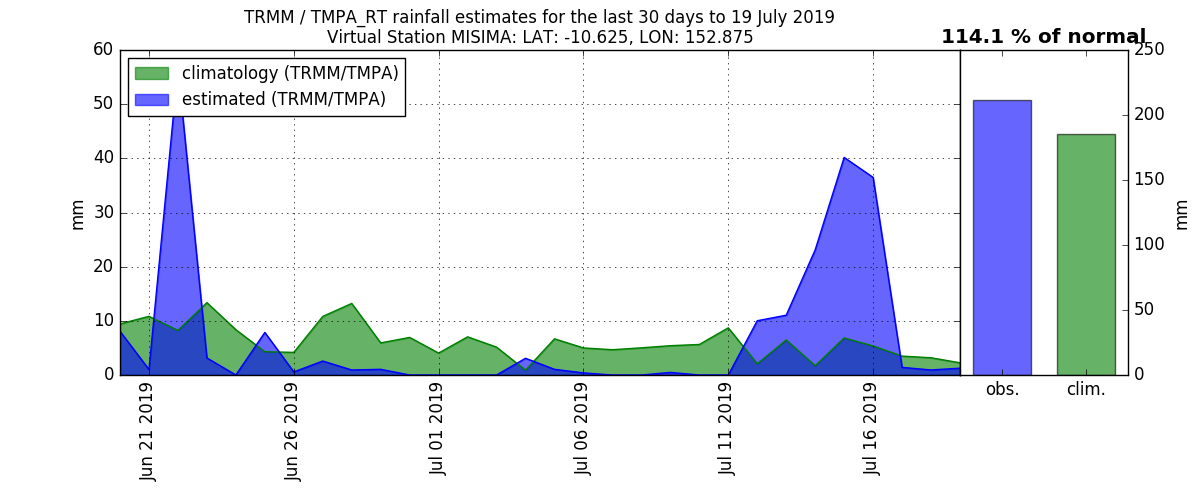 TRMM / TMPA_RT rainfall estimates for the last 30 days to 19 July 2019
Virtual Station MISIMA: LAT: -10.625, LON: 152.875
114.1 % of normal
climatology (TRMM/TMPA)
estimated (TRMM/TMPA)
60
50
40
30
20
10
0
mm
Jun 21 2019
Jun 26 2019
Jul 01 2019
Jul 06 2019
Jul 11 2019
Jul 16 2019
250
200
150
100
50
0
mm
obs.
clim.